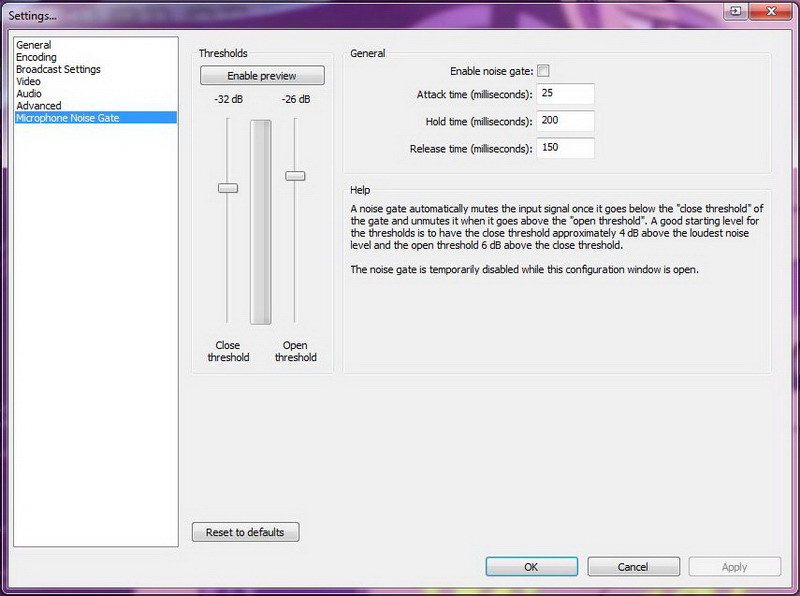 Settings...
General
Encoding
Broadcast Settings
Video
Audio
Advanced
Microphone Noise Gate
Thresholds
Enable preview
-32 dB
-26 dB
Close
threshold
Open
threshold
General
Enable noise gate:
Attack time (milliseconds): 25
Hold time (milliseconds): 200
Release time (milliseconds): 150
Help
A noise gate automatically mutes the input signal once it goes below the "close threshold" of
the gate and unmutes it when it goes above the "open threshold". A good starting level for
the thresholds is to have the close threshold approximately 4 dB above the loudest noise
level and the open threshold 6 dB above the close threshold.
The noise gate is temporarily disabled while this configuration window is open.
Reset to defaults
OK
Cancel
Apply